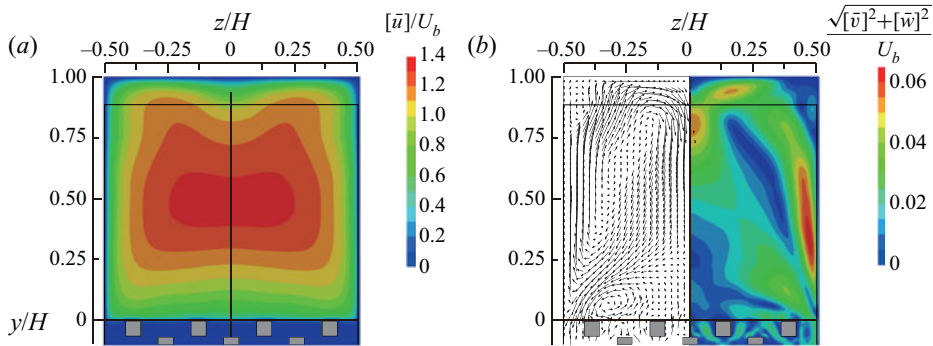 z/H
[ū]/U_b
z/H
√([v̄]²+[w̄]²)/U_b
(a) −0.50 −0.25 0 0.25 0.50 1.4
(b) −0.50 −0.25 0 0.25 0.50
1.00 1.2 1.00 0.06
0.75 1.0 0.75
0.8 0.04
0.50 0.6 0.50
0.4 0.02
0.25 0.2 0.25
0 0
y/H 0 0